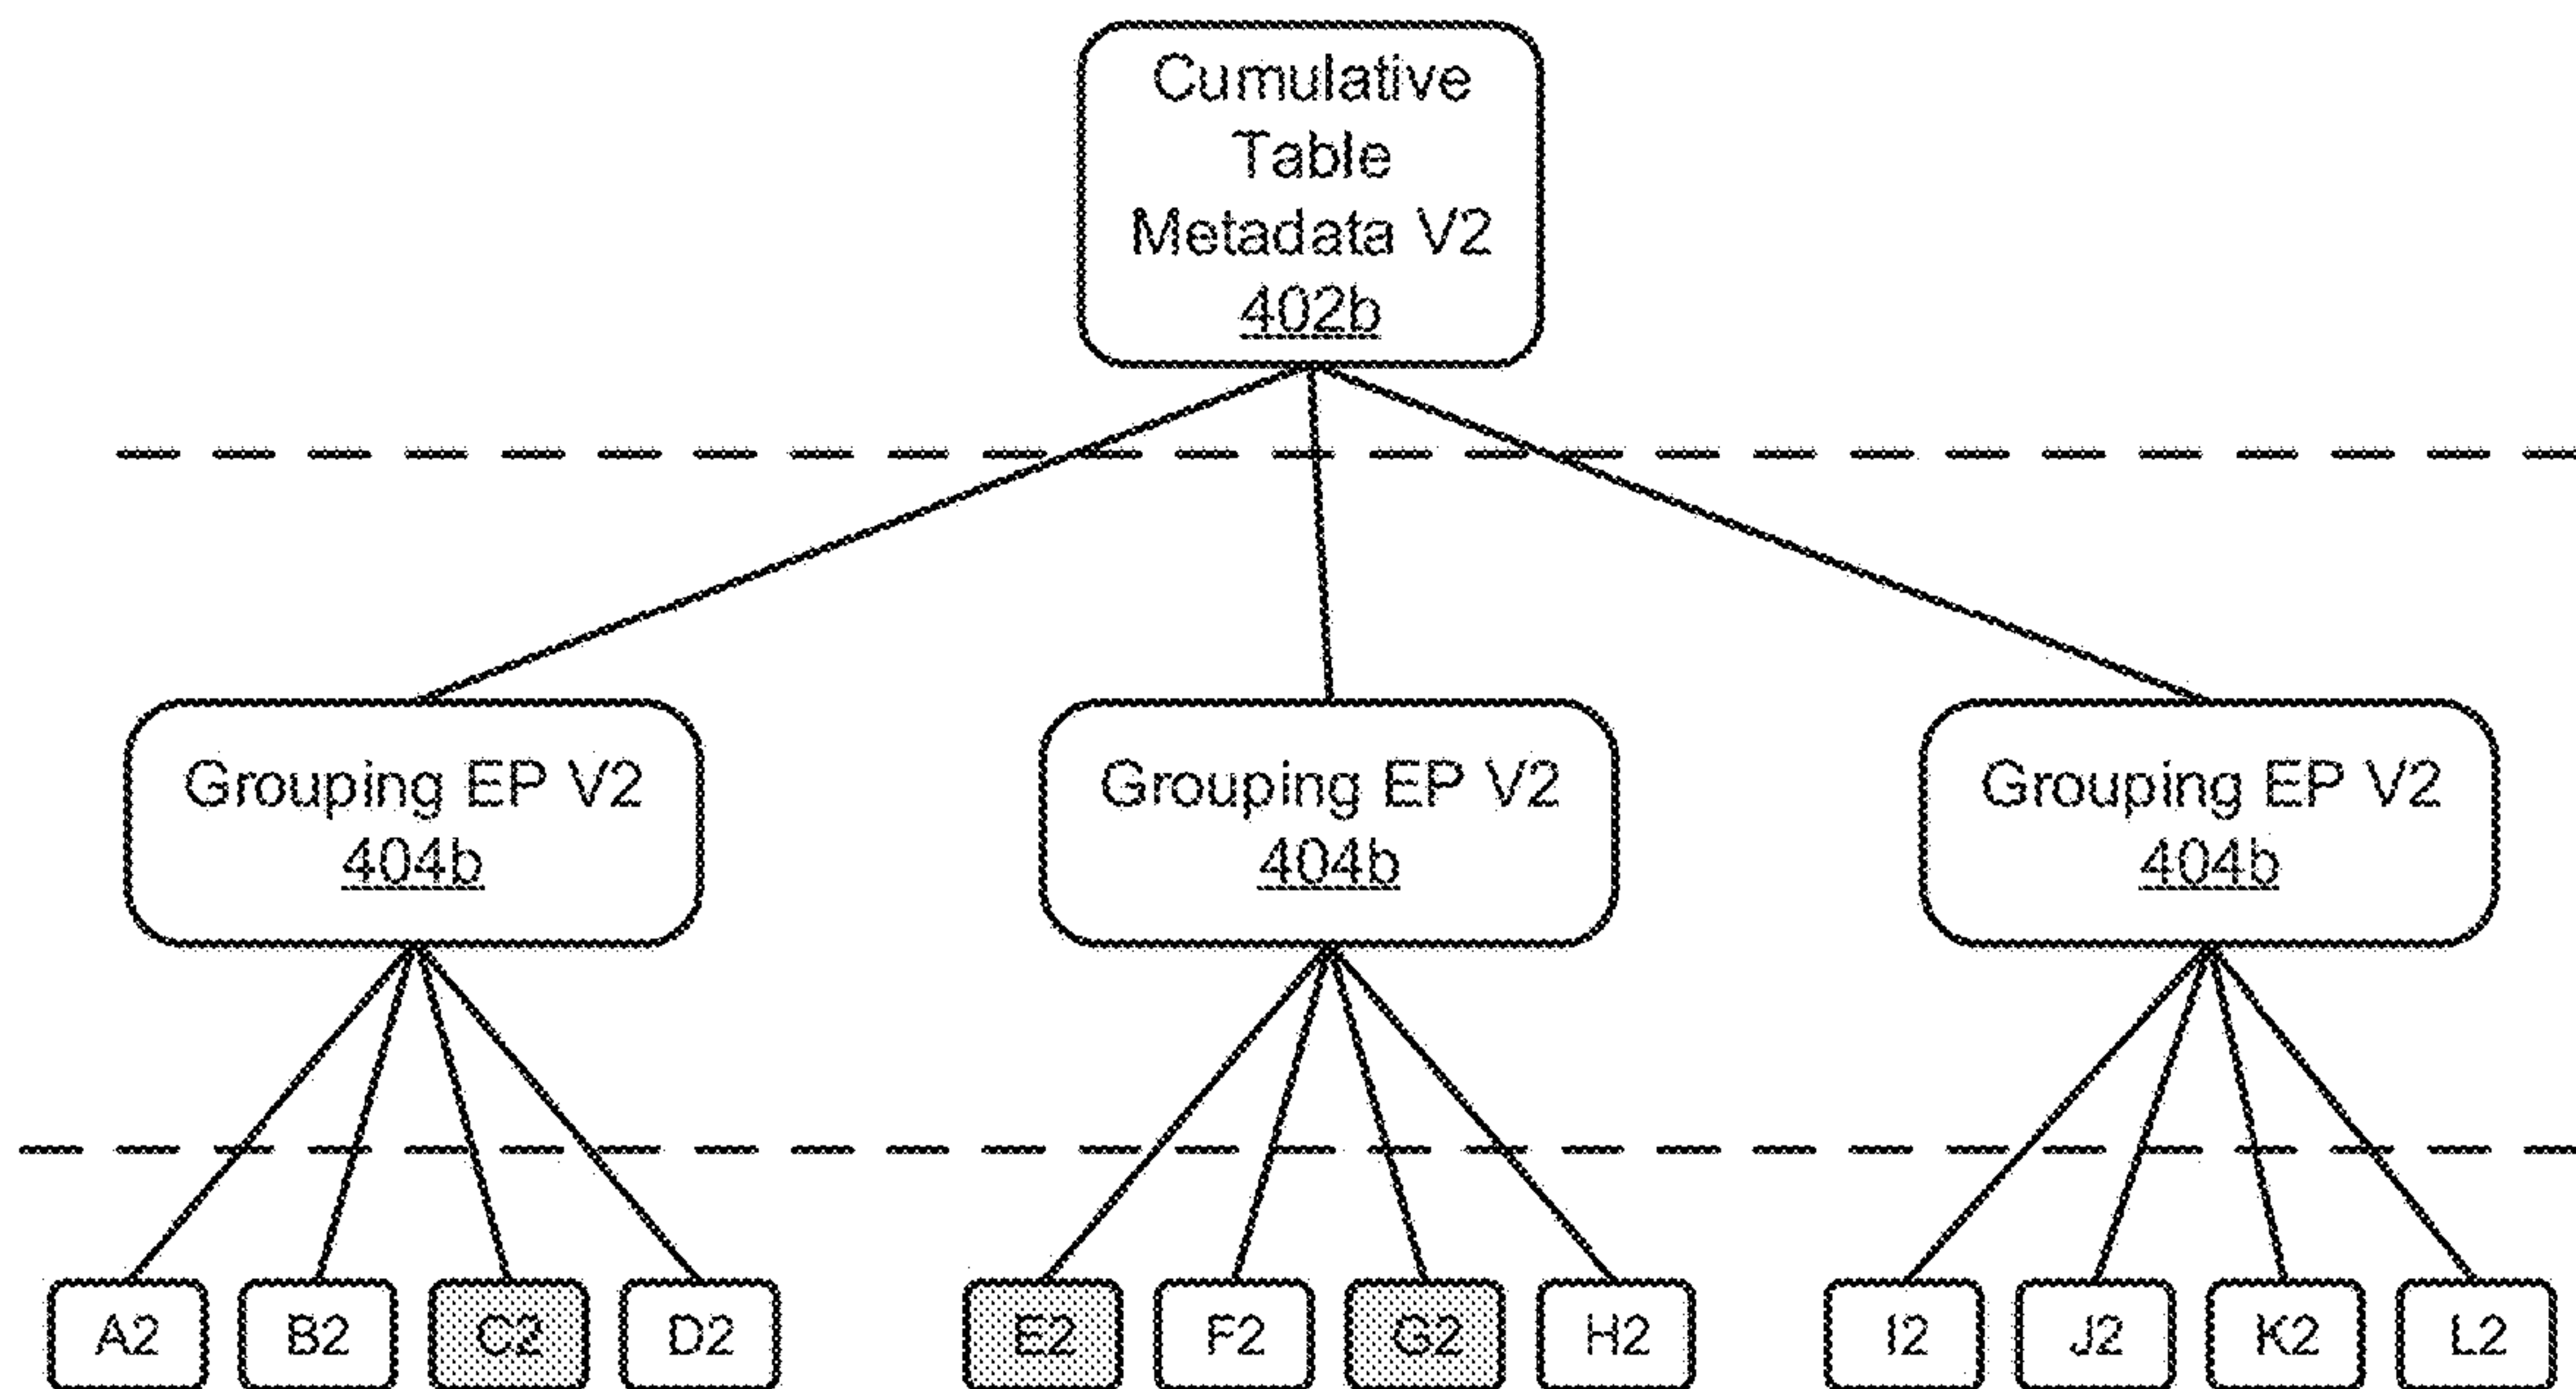 Cumulative
Table
Metadata V2
402b
Grouping EP V2
404b
Grouping EP V2
404b
Grouping EP V2
404b
A2
B2
C2
D2
E2
F2
G2
H2
I2
J2
K2
L2